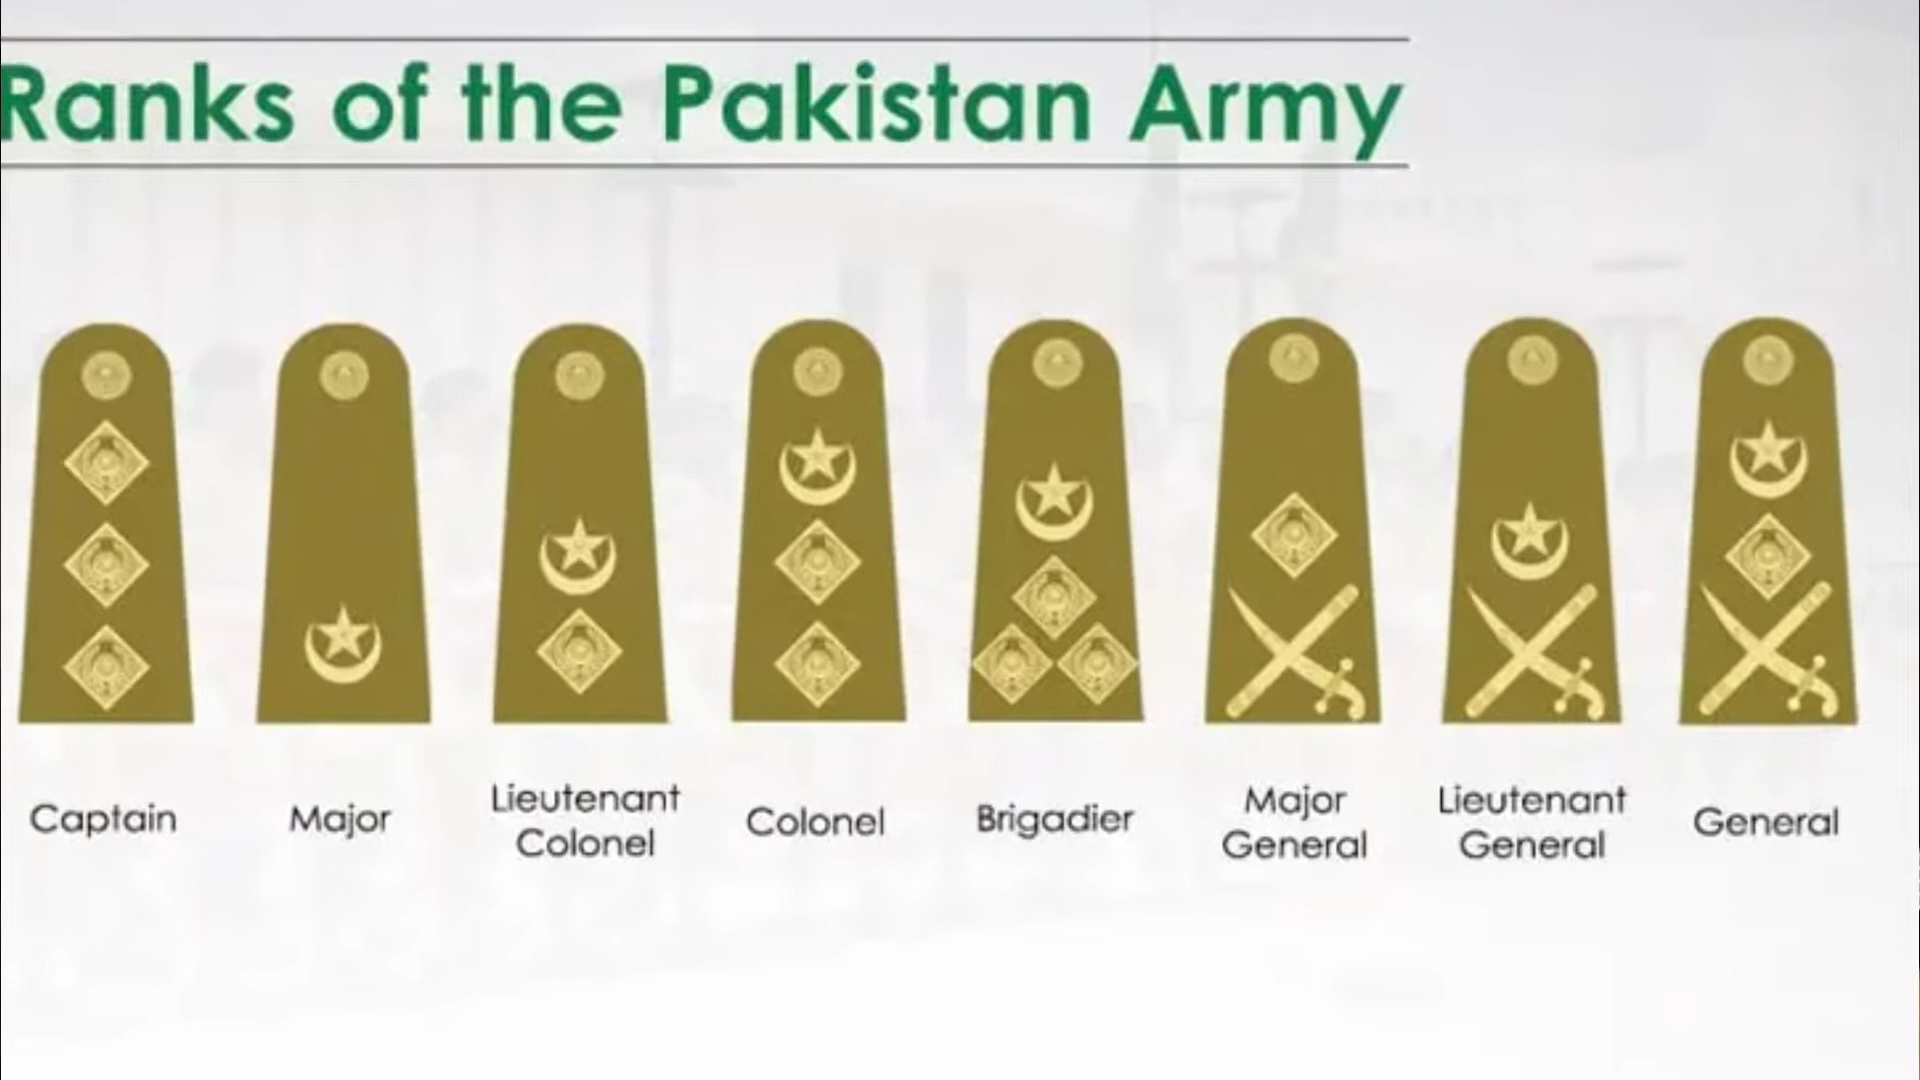 Ranks of the Pakistan Army
Captain
Major
Lieutenant
Colonel
Colonel
Brigadier
Major
General
Lieutenant
General
General